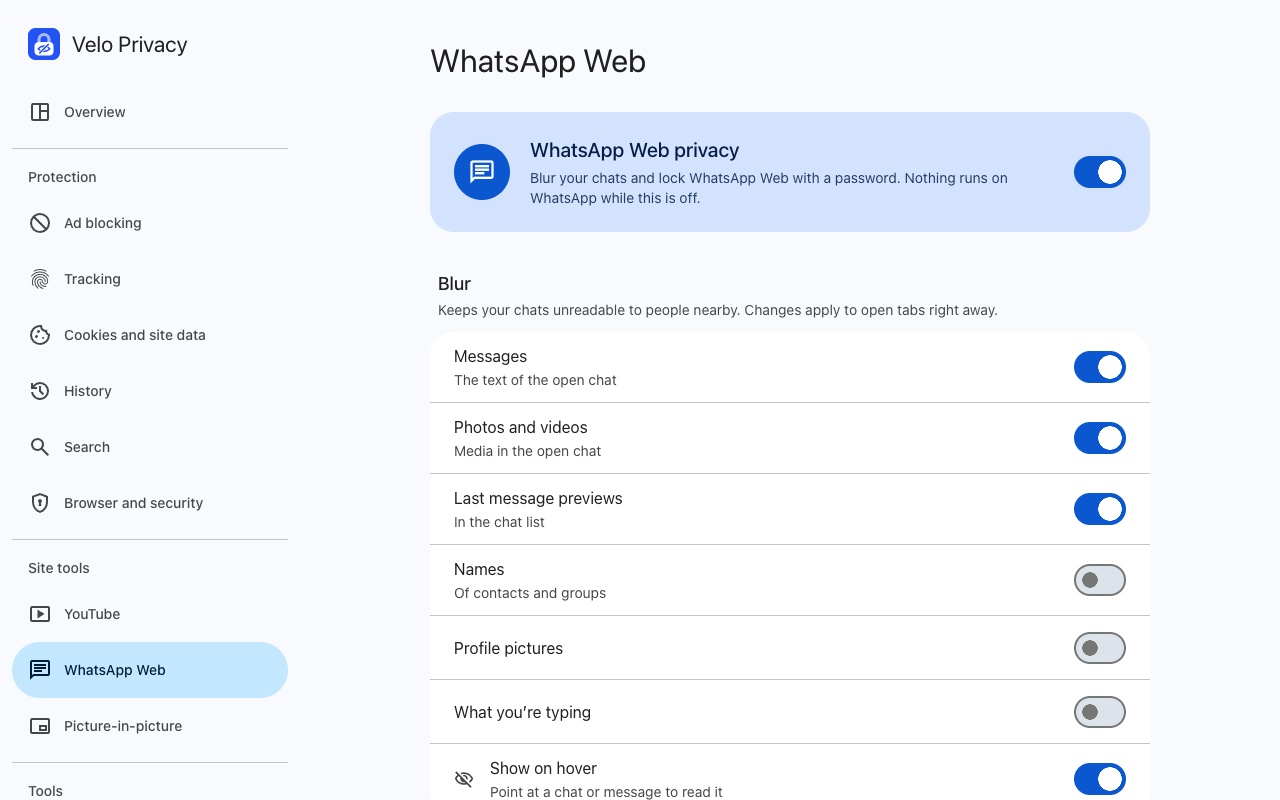 Velo Privacy
Overview
Protection
Ad blocking
Tracking
Cookies and site data
History
Search
Browser and security
Site tools
YouTube
WhatsApp Web
Picture-in-picture
Tools
WhatsApp Web
WhatsApp Web privacy
Blur your chats and lock WhatsApp Web with a password. Nothing runs on
WhatsApp while this is off.
Blur
Keeps your chats unreadable to people nearby. Changes apply to open tabs right away.
Messages
The text of the open chat
Photos and videos
Media in the open chat
Last message previews
In the chat list
Names
Of contacts and groups
Profile pictures
What you’re typing
Show on hover
Point at a chat or message to read it